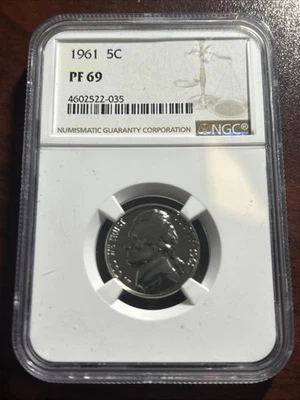 1961 5C
PF 69
4602522-035
NUMISMATIC GUARANTY CORPORATION
NGC®